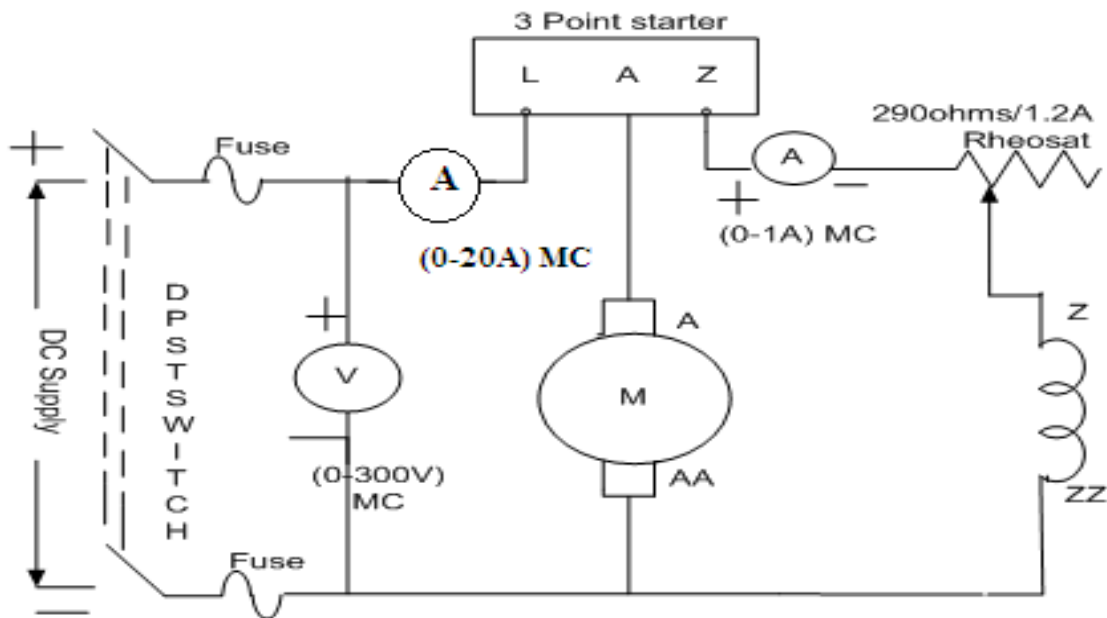 3 Point starter
L A Z
290ohms/1.2A
Rheosat
Fuse
A
A
+
+
−
(0-1A) MC
(0-20A) MC
DPSTSWITCH
DC Supply
+
V
(0-300V)
MC
A
M
AA
Z
ZZ
Fuse